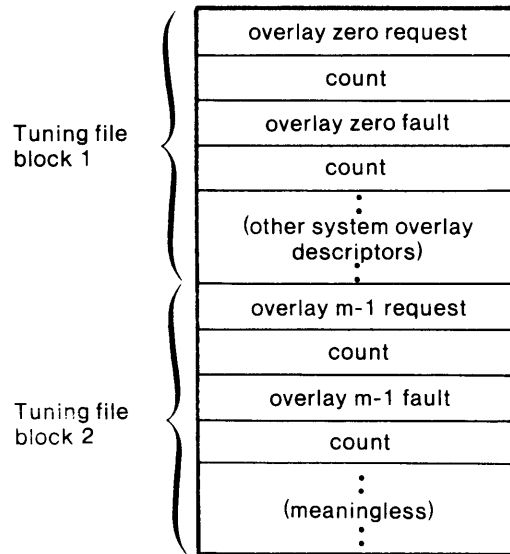 overlay zero request
count
overlay zero fault
count
Tuning file
block 1
(other system overlay
descriptors)
overlay m-1 request
count
overlay m-1 fault
count
Tuning file
block 2
(meaningless)